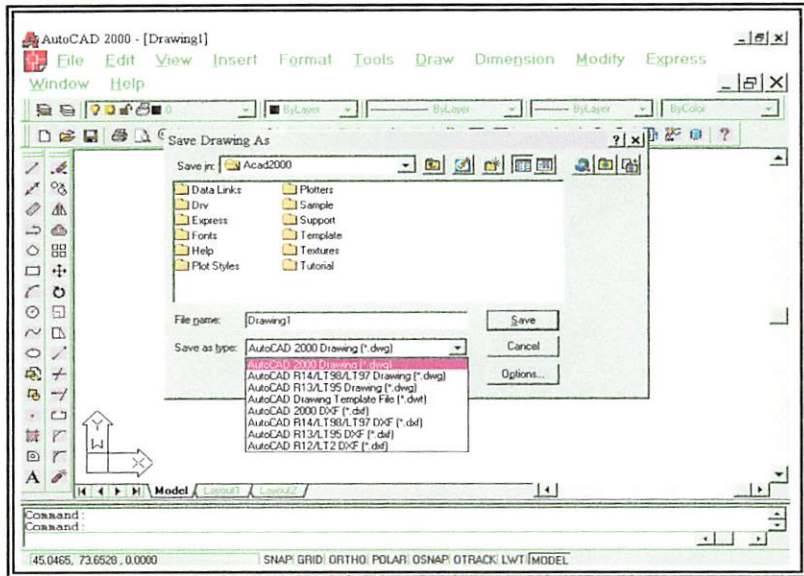 AutoCAD 2000 - [Drawing1]
File Edit View Insert Format Tools Draw Dimension Modify Express
Window Help
0 ByLayer ByLayer ByLayer ByColor
Save Drawing As
Save in: Acad2000
Data Links Plotters
Drv Sample
Express Support
Fonts Template
Help Textures
Plot Styles Tutorial
File name: Drawing1 Save
Save as type: AutoCAD 2000 Drawing (*.dwg) Cancel
AutoCAD 2000 Drawing (*.dwg)
AutoCAD R14/LT98/LT97 Drawing (*.dwg) Options...
AutoCAD R13/LT95 Drawing (*.dwg)
AutoCAD Drawing Template File (*.dwt)
AutoCAD 2000 DXF (*.dxf)
AutoCAD R14/LT98/LT97 DXF (*.dxf)
AutoCAD R13/LT95 DXF (*.dxf)
AutoCAD R12/LT2 DXF (*.dxf)
Y
W
X
A
Model Layout1 Layout2
Command:
Command:
45.0465, 73.6528 , 0.0000 SNAP GRID ORTHO POLAR OSNAP OTRACK LWT MODEL